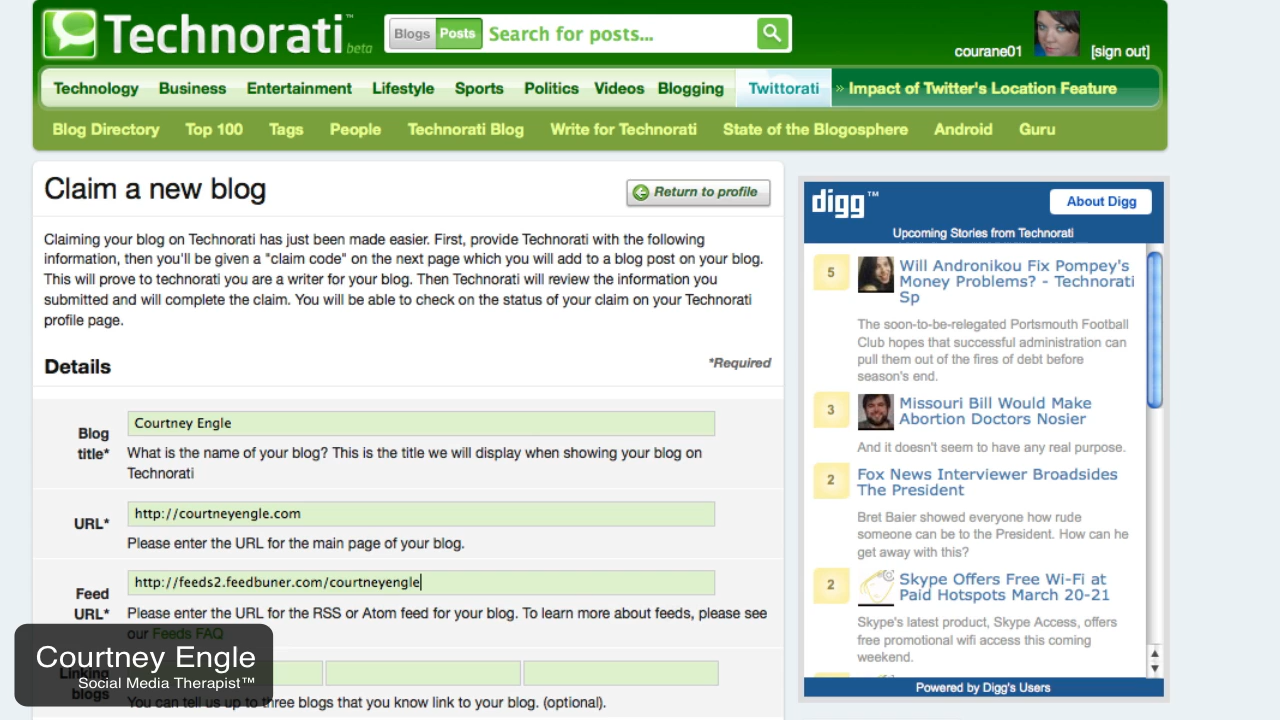 Technorati™ beta
Blogs Posts Search for posts...
courane01 [sign out]
Technology Business Entertainment Lifestyle Sports Politics Videos Blogging Twittorati » Impact of Twitter's Location Feature
Blog Directory Top 100 Tags People Technorati Blog Write for Technorati State of the Blogosphere Android Guru
Claim a new blog
Return to profile
Claiming your blog on Technorati has just been made easier. First, provide Technorati with the following
information, then you'll be given a "claim code" on the next page which you will add to a blog post on your blog.
This will prove to technorati you are a writer for your blog. Then Technorati will review the information you
submitted and will complete the claim. You will be able to check on the status of your claim on your Technorati
profile page.
Details
*Required
Blog
title*
Courtney Engle
What is the name of your blog? This is the title we will display when showing your blog on
Technorati
URL*
http://courtneyengle.com
Please enter the URL for the main page of your blog.
Feed
URL*
http://feeds2.feedbuner.com/courtneyengle
Please enter the URL for the RSS or Atom feed for your blog. To learn more about feeds, please see
our Feeds FAQ
Linking
blogs
You can tell us up to three blogs that you know link to your blog. (optional).
Courtney Engle
Social Media Therapist™
digg™
About Digg
Upcoming Stories from Technorati
5
Will Andronikou Fix Pompey's
Money Problems? - Technorati
Sp
The soon-to-be-relegated Portsmouth Football
Club hopes that successful administration can
pull them out of the fires of debt before
season's end.
3
Missouri Bill Would Make
Abortion Doctors Nosier
And it doesn't seem to have any real purpose.
2
Fox News Interviewer Broadsides
The President
Bret Baier showed everyone how rude
someone can be to the President. How can he
get away with this?
2
Skype Offers Free Wi-Fi at
Paid Hotspots March 20-21
Skype's latest product, Skype Access, offers
free promotional wifi access this coming
weekend.
Powered by Digg's Users